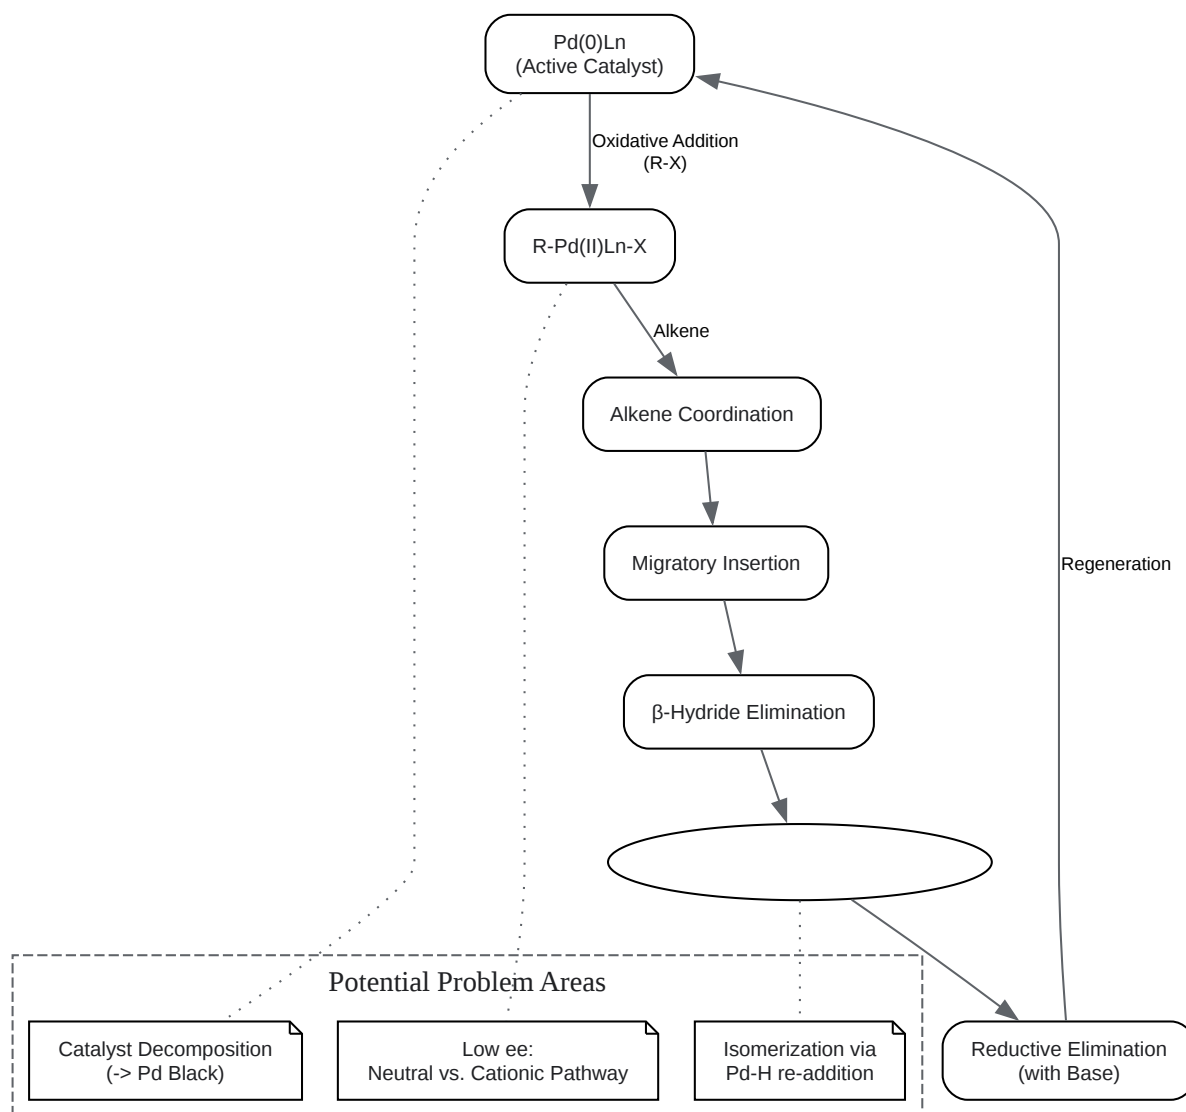 Pd(0)Ln
(Active Catalyst)
Oxidative Addition
(R-X)
R-Pd(II)Ln-X
Alkene
Alkene Coordination
Migratory Insertion
Regeneration
β-Hydride Elimination
Potential Problem Areas
Catalyst Decomposition
(-> Pd Black)
Low ee:
Neutral vs. Cationic Pathway
Isomerization via
Pd-H re-addition
Reductive Elimination
(with Base)